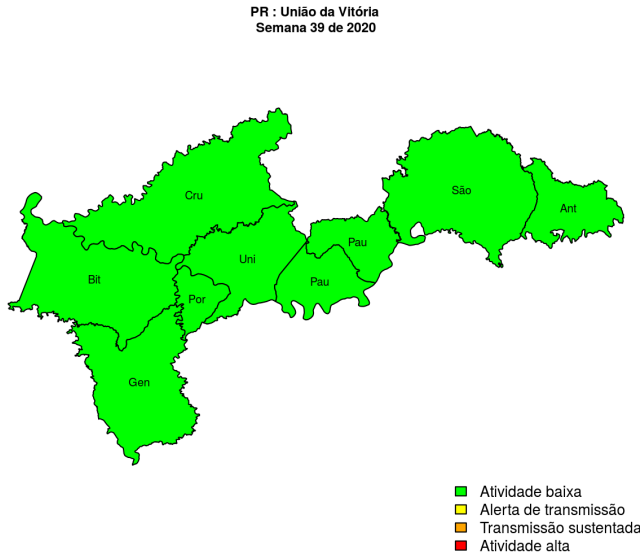 PR : União da Vitória
Semana 39 de 2020
Cru
São
Ant
Pau
Uni
Bit
Pau
Por
Gen
Atividade baixa
Alerta de transmissão
Transmissão sustentada
Atividade alta